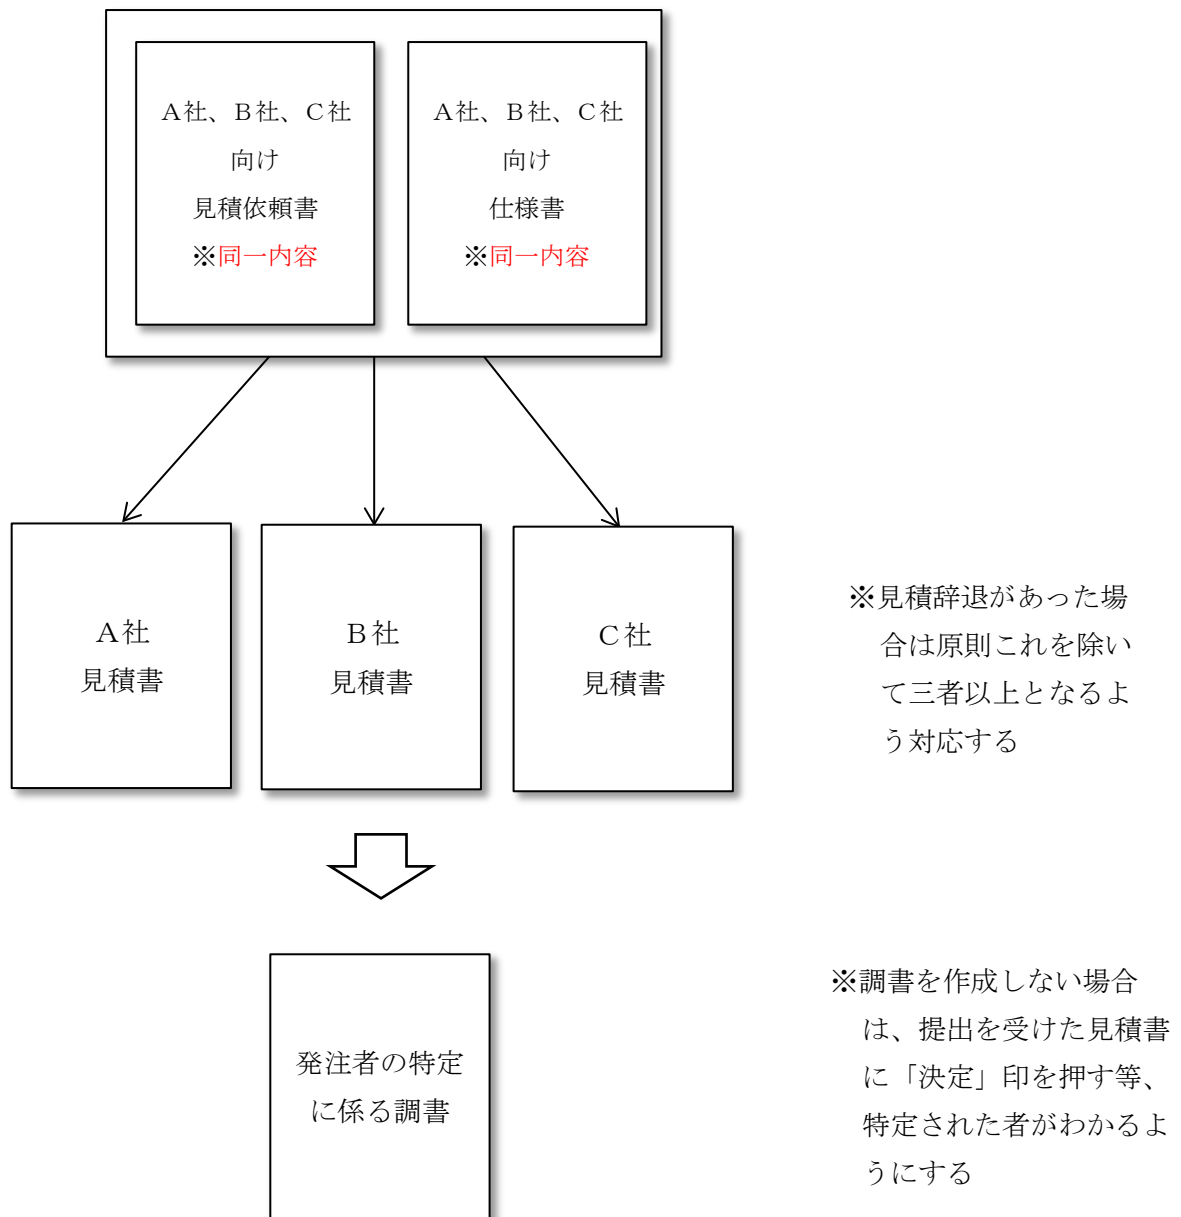 A社、B社、C社
向け
見積依頼書
※同一内容
A社、B社、C社
向け
仕様書
※同一内容
A社
見積書
B社
見積書
C社
見積書
※見積辞退があった場
合は原則これを除い
て三者以上となるよ
う対応する
発注者の特定
に係る調書
※調書を作成しない場合
は、提出を受けた見積書
に「決定」印を押す等、
特定された者がわかるよ
うにする